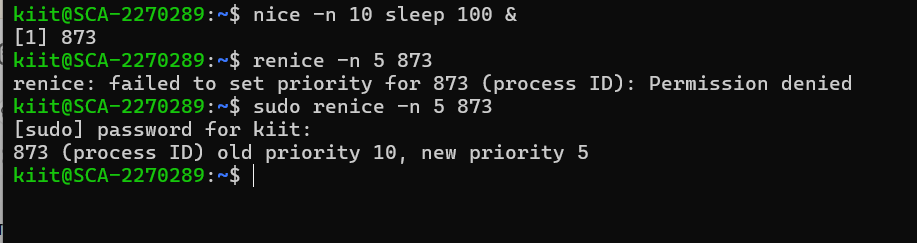 kiit@SCA-2270289:~$ nice -n 10 sleep 100 &
[1] 873
kiit@SCA-2270289:~$ renice -n 5 873
renice: failed to set priority for 873 (process ID): Permission denied
kiit@SCA-2270289:~$ sudo renice -n 5 873
[sudo] password for kiit:
873 (process ID) old priority 10, new priority 5
kiit@SCA-2270289:~$